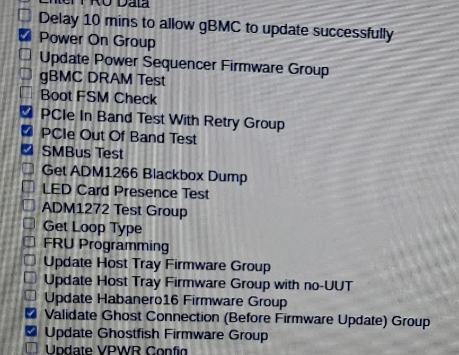 Enter FRU Data
Delay 10 mins to allow gBMC to update successfully
Power On Group
Update Power Sequencer Firmware Group
gBMC DRAM Test
Boot FSM Check
PCIe In Band Test With Retry Group
PCIe Out Of Band Test
SMBus Test
Get ADM1266 Blackbox Dump
LED Card Presence Test
ADM1272 Test Group
Get Loop Type
FRU Programming
Update Host Tray Firmware Group
Update Host Tray Firmware Group with no-UUT
Update Habanero16 Firmware Group
Validate Ghost Connection (Before Firmware Update) Group
Update Ghostfish Firmware Group
Update VPWR Config